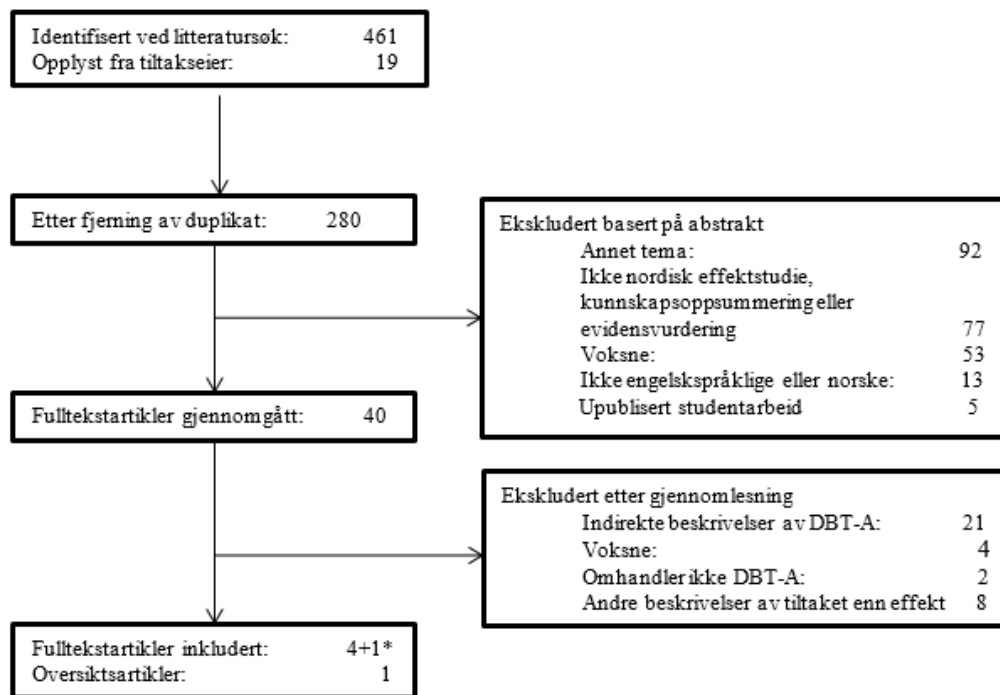 Identifisert ved litteratursøk: 461
Opplyst fra tiltakseier: 19
Etter fjerning av duplikat: 280
Ekskludert basert på abstrakt
Annet tema: 92
Ikke nordisk effektstudie,
kunnskapsoppsummering eller
evidensvurdering 77
Voksne: 53
Ikke engelskspråklige eller norske: 13
Upublisert studentarbeid 5
Fulltekstartikler gjennomgått: 40
Ekskludert etter gjennomlesning
Indirekte beskrivelser av DBT-A: 21
Voksne: 4
Omhandler ikke DBT-A: 2
Andre beskrivelser av tiltaket enn effekt 8
Fulltekstartikler inkludert: 4+1*
Oversiktsartikler: 1